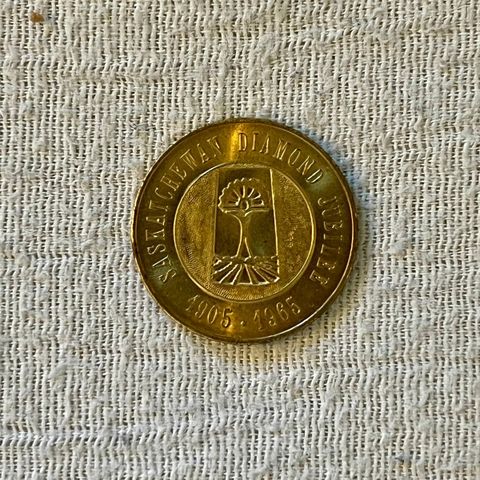 SASKATCHEWAN DIAMOND JUBILEE
1905 · 1965